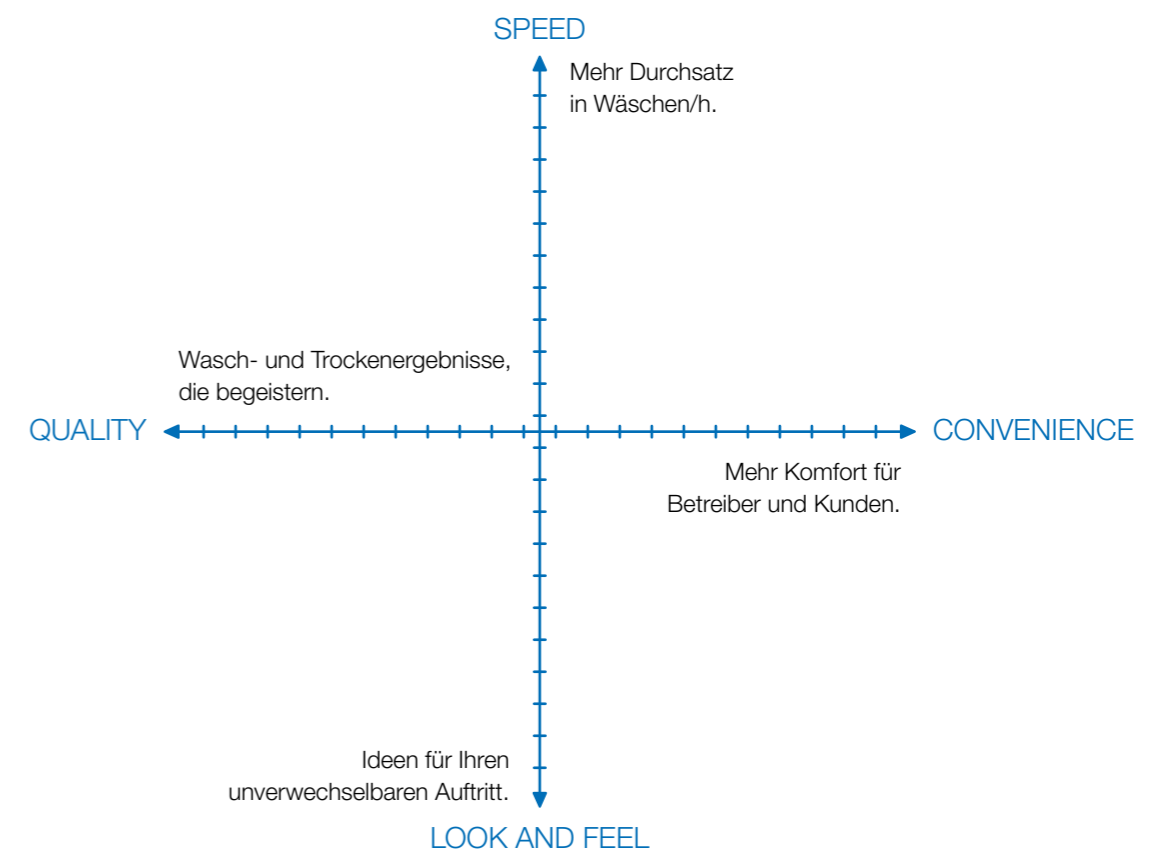 SPEED
Mehr Durchsatz
in Wäschen/h.
Wasch- und Trockenergebnisse,
die begeistern.
QUALITY
CONVENIENCE
Mehr Komfort für
Betreiber und Kunden.
Ideen für Ihren
unverwechselbaren Auftritt.
LOOK AND FEEL